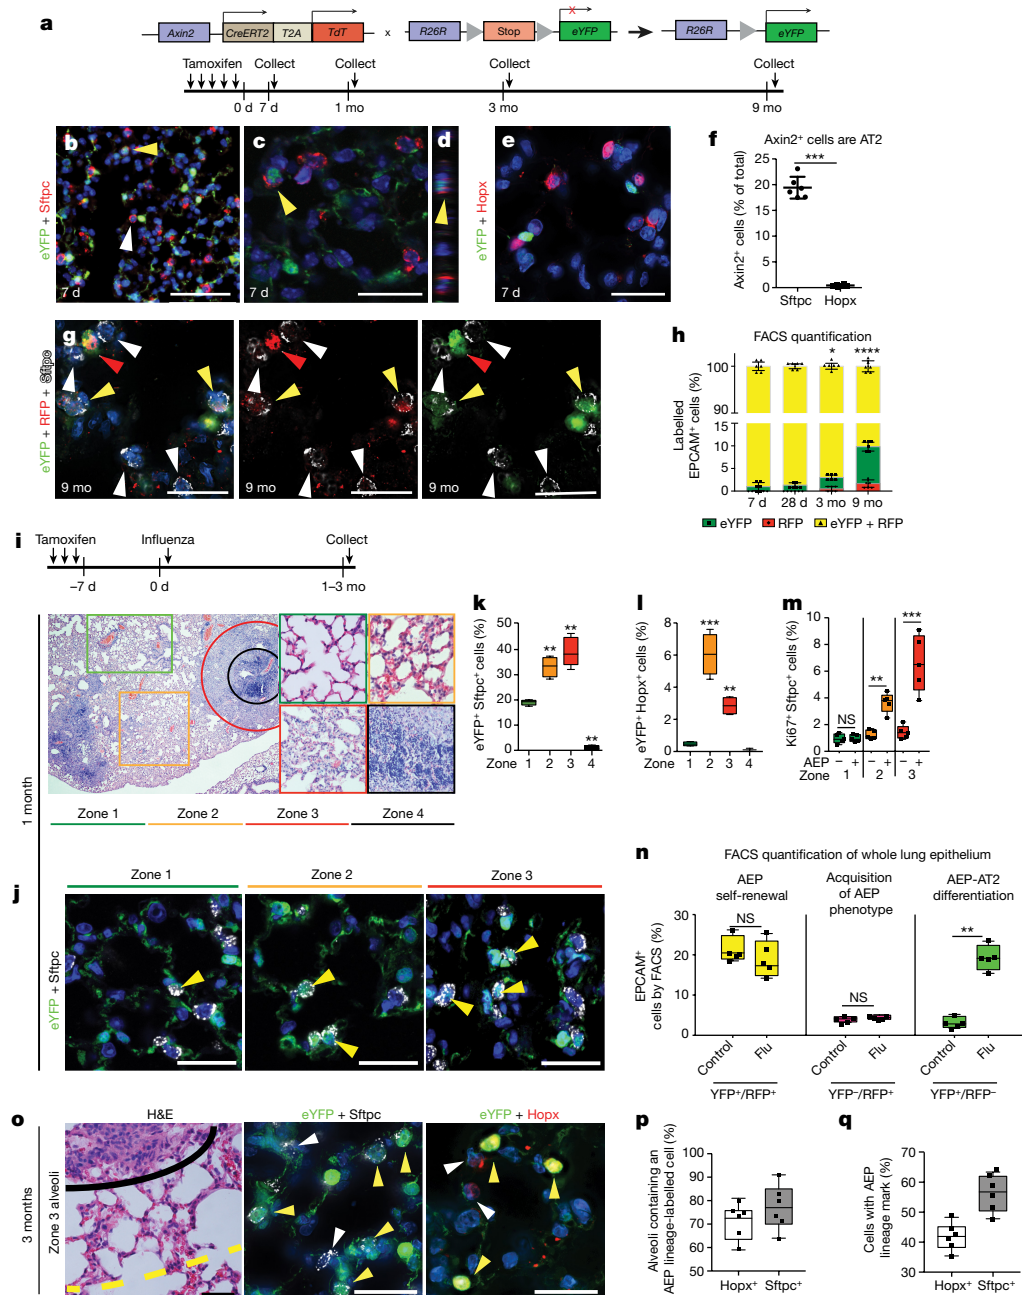 a
Axin2
CreERT2
T2A
TdT
x
R26R
Stop
x
eYFP
R26R
eYFP
Tamoxifen
Collect
Collect
Collect
Collect
0 d
7 d
1 mo
3 mo
9 mo
b
eYFP + Sftpc
7 d
c
7 d
d
e
eYFP + Hopx
7 d
f
Axin2+ cells are AT2
***
Axin2+ cells (% of total)
25
20
15
10
5
0
Sftpc
Hopx
g
eYFP + RFP + Sftpc
9 mo
9 mo
9 mo
h
FACS quantification
*
****
Labelled
EPCAM+ cells (%)
100
90
15
10
5
0
7 d
28 d
3 mo
9 mo
eYFP
RFP
eYFP + RFP
i
Tamoxifen
Influenza
Collect
–7 d
0 d
1–3 mo
1 month
Zone 1
Zone 2
Zone 3
Zone 4
j
Zone 1
Zone 2
Zone 3
eYFP + Sftpc
k
eYFP+ Sftpc+ cells (%)
50
40
30
20
10
0
**
**
**
Zone 1 2 3 4
l
eYFP+ Hopx+ cells (%)
8
6
4
2
0
***
**
Zone 1 2 3 4
m
Ki67+ Sftpc+ cells (%)
10
8
6
4
2
0
NS
**
***
AEP – + – + – +
Zone 1 2 3
n
FACS quantification of whole lung epithelium
AEP
self-renewal
Acquisition
of AEP
phenotype
AEP-AT2
differentiation
EPCAM+
cells by FACS (%)
30
20
10
0
NS
NS
**
Control
Flu
Control
Flu
Control
Flu
YFP+/RFP+
YFP–/RFP+
YFP+/RFP–
o
3 months
Zone 3 alveoli
H&E
eYFP + Sftpc
eYFP + Hopx
p
Alveoli containing an
AEP lineage-labelled cell (%)
100
90
80
70
60
50
Hopx+
Sftpc+
q
Cells with AEP
lineage mark (%)
70
60
50
40
30
Hopx+
Sftpc+